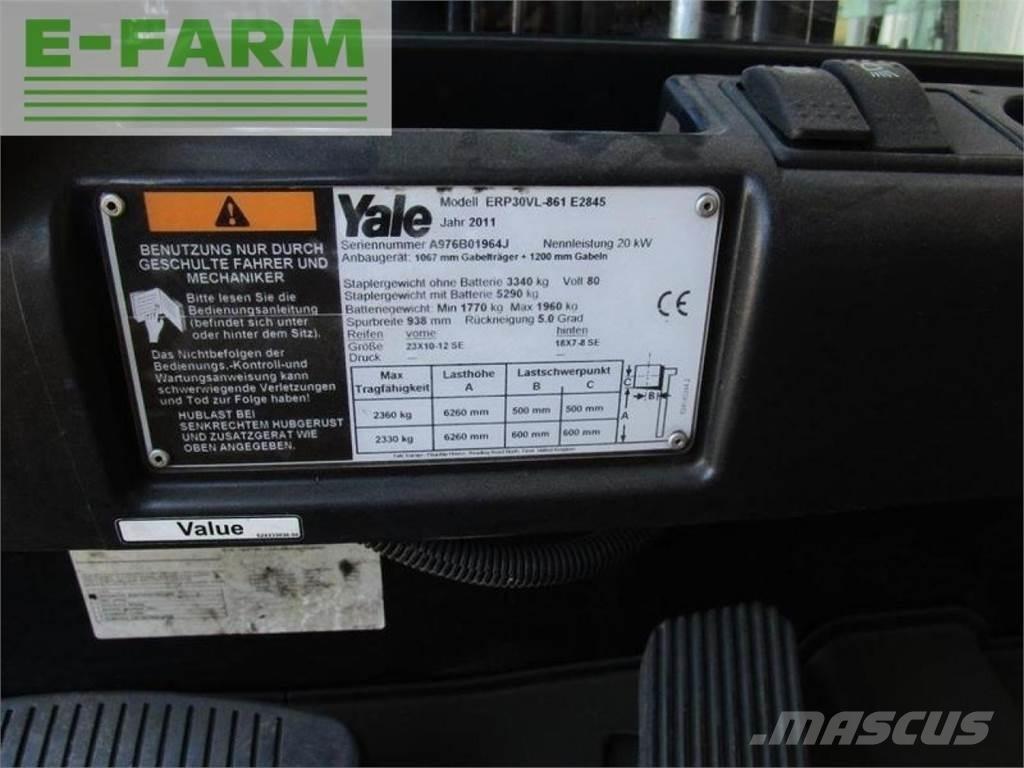 E-FARM
BENUTZUNG NUR DURCH
GESCHULTE FAHRER UND
MECHANIKER
Bitte lesen Sie die
Bedienungsanleitung
(befindet sich unter
oder hinter dem Sitz).
Das Nichtbefolgen der
Bedienungs,-Kontroll-und
Wartungsanweisung kann
schwerwiegende Verletzungen
und Tod zur Folge haben!
HUBLAST BEI
SENKRECHTEM HUBGERUST
UND ZUSATZGERAT WIE
OBEN ANGEGEBEN.
Yale
Modell ERP30VL-861 E2845
Jahr 2011
Seriennummer A976B01964J Nennleistung 20 kW
Anbaugerät: 1067 mm Gabelträger + 1200 mm Gabeln
Staplergewicht ohne Batterie 3340 kg Volt 80
Staplergewicht mit Batterie 5290 kg
Batteriegewicht: Min 1770 kg Max 1960 kg
Spurbreite 938 mm Rückneigung 5.0 Grad
Reifen vorne hinten
Größe 23X10-12 SE 18X7-8 SE
Druck — —
CE
Max Tragfähigkeit Lasthöhe A Lastschwerpunkt B C
2360 kg 6260 mm 500 mm 500 mm
2330 kg 6260 mm 600 mm 600 mm
C
B
A
Value
MASCUS